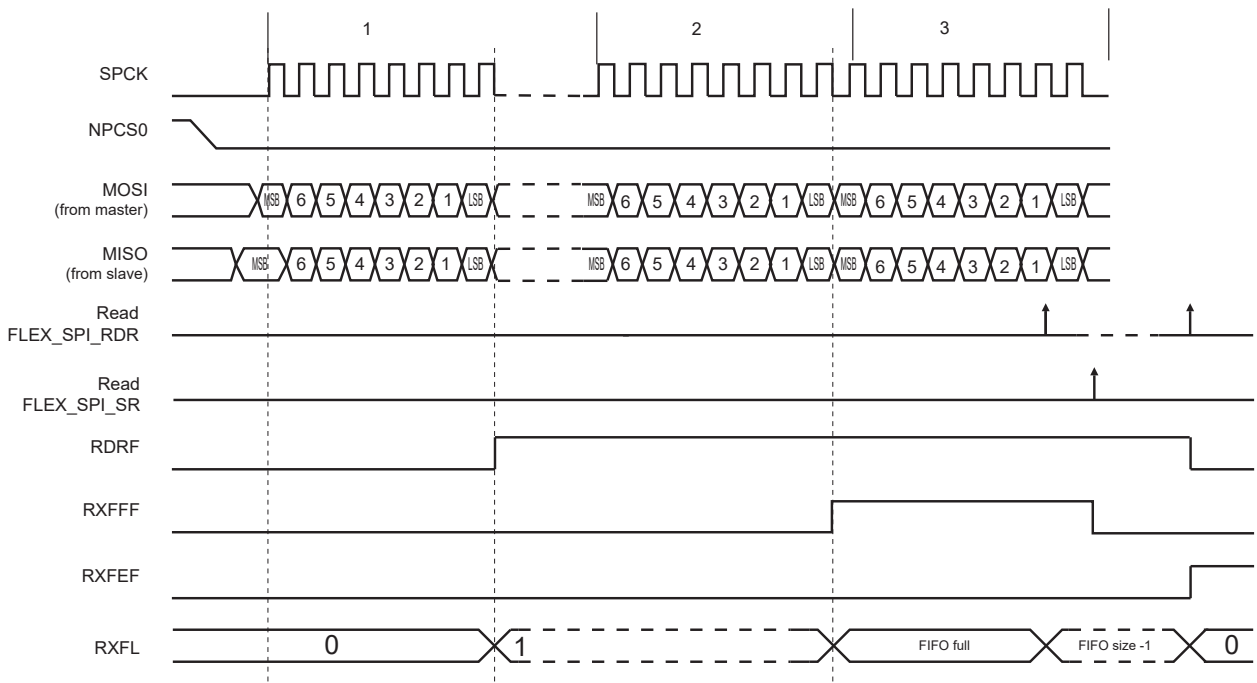 1 2 3
SPCK
NPCS0
MOSI
(from master)
MSB 6 5 4 3 2 1 LSB MSB 6 5 4 3 2 1 LSB MSB 6 5 4 3 2 1 LSB
MISO
(from slave)
MSB 6 5 4 3 2 1 LSB MSB 6 5 4 3 2 1 LSB MSB 6 5 4 3 2 1 LSB
Read
FLEX_SPI_RDR
Read
FLEX_SPI_SR
RDRF
RXFFF
RXFEF
RXFL 0 1 FIFO full FIFO size -1 0